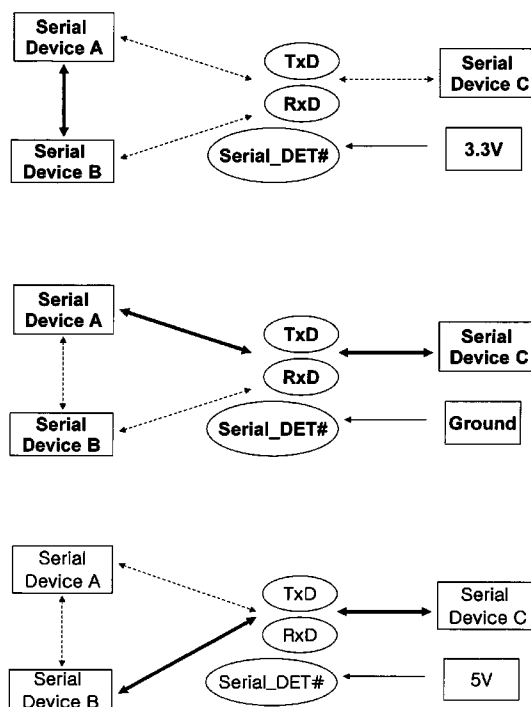 Serial
Device A
TxD
Serial
Device C
RxD
Serial
Device B
Serial_DET#
3.3V
Serial
Device A
TxD
Serial
Device C
RxD
Serial
Device B
Serial_DET#
Ground
Serial
Device A
TxD
Serial
Device C
RxD
Serial
Device B
Serial_DET#
5V